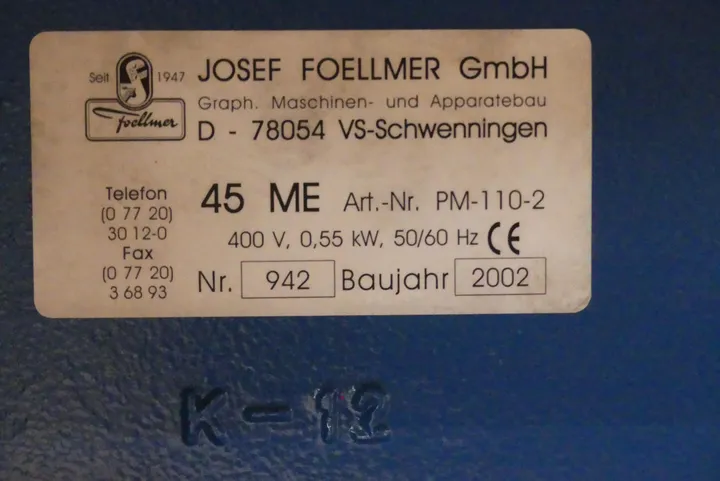 Seit 1947
Foellmer
JOSEF FOELLMER GmbH
Graph. Maschinen- und Apparatebau
D - 78054 VS-Schwenningen
Telefon
(0 77 20)
30 12-0
Fax
(0 77 20)
3 68 93
45 ME Art.-Nr. PM-110-2
400 V, 0,55 kW, 50/60 Hz CE
Nr. 942 Baujahr 2002
K-12